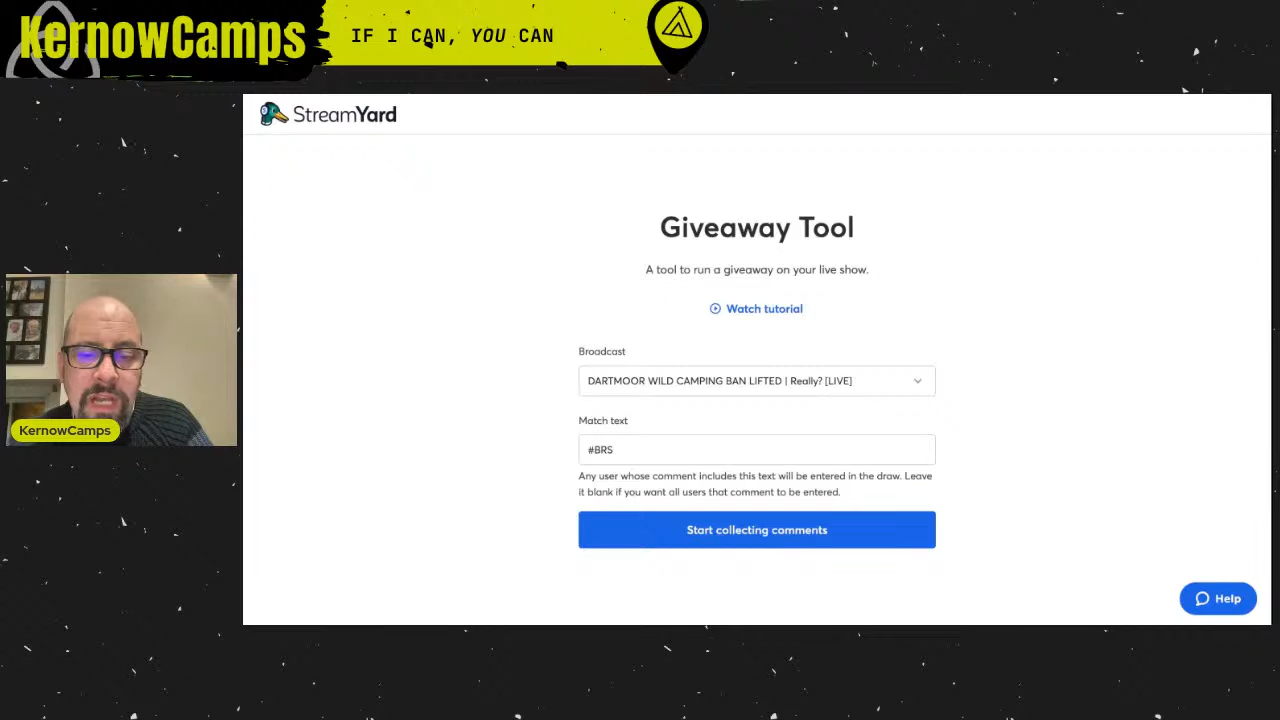 KernowCamps
IF I CAN, YOU CAN
StreamYard
Giveaway Tool
A tool to run a giveaway on your live show.
Watch tutorial
Broadcast
DARTMOOR WILD CAMPING BAN LIFTED | Really? [LIVE]
Match text
#BRS
Any user whose comment includes this text will be entered in the draw. Leave
it blank if you want all users that comment to be entered.
Start collecting comments
Help
KernowCamps